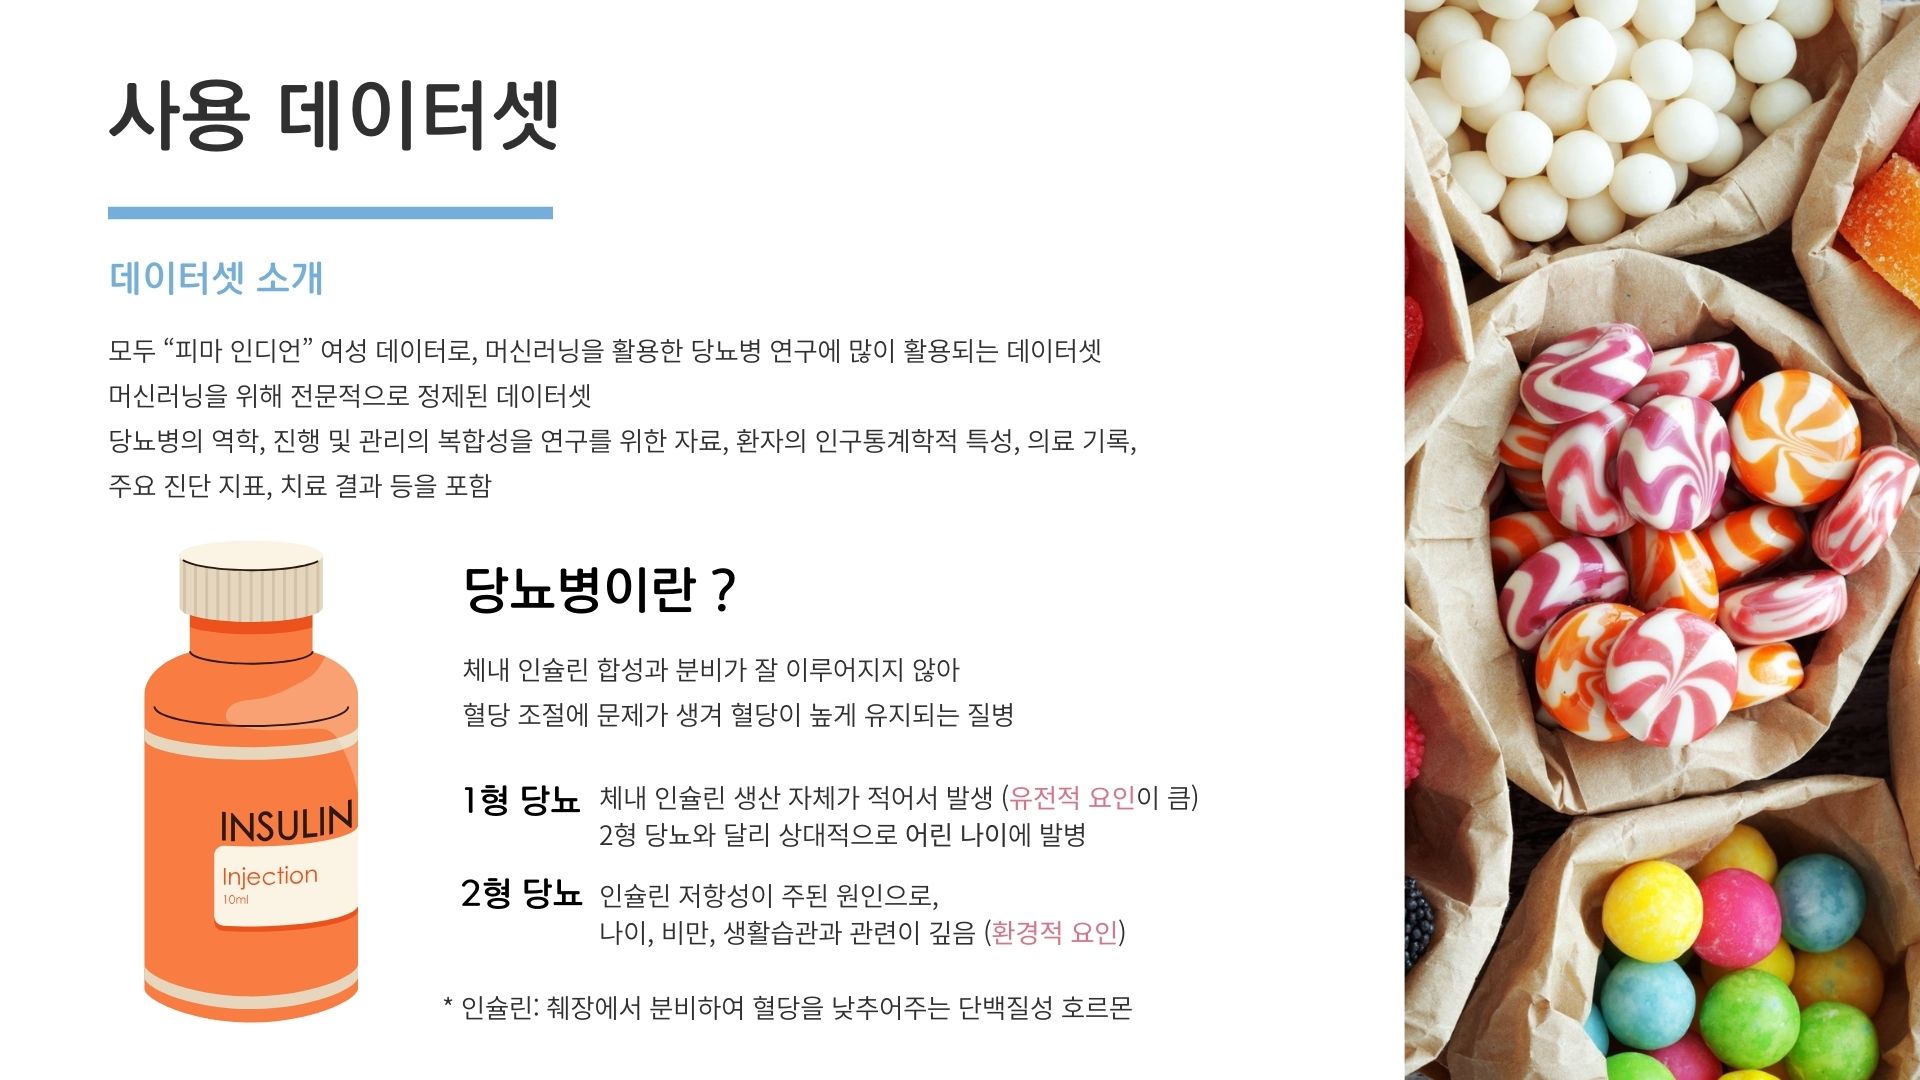 사용 데이터셋
데이터셋 소개
모두 “피마 인디언” 여성 데이터로, 머신러닝을 활용한 당뇨병 연구에 많이 활용되는 데이터셋
머신러닝을 위해 전문적으로 정제된 데이터셋
당뇨병의 역학, 진행 및 관리의 복합성을 연구를 위한 자료, 환자의 인구통계학적 특성, 의료 기록,
주요 진단 지표, 치료 결과 등을 포함
INSULIN
Injection
10ml
당뇨병이란 ?
체내 인슐린 합성과 분비가 잘 이루어지지 않아
혈당 조절에 문제가 생겨 혈당이 높게 유지되는 질병
1형 당뇨 체내 인슐린 생산 자체가 적어서 발생 (유전적 요인이 큼)
2형 당뇨와 달리 상대적으로 어린 나이에 발병
2형 당뇨 인슐린 저항성이 주된 원인으로,
나이, 비만, 생활습관과 관련이 깊음 (환경적 요인)
* 인슐린: 췌장에서 분비하여 혈당을 낮추어주는 단백질성 호르몬